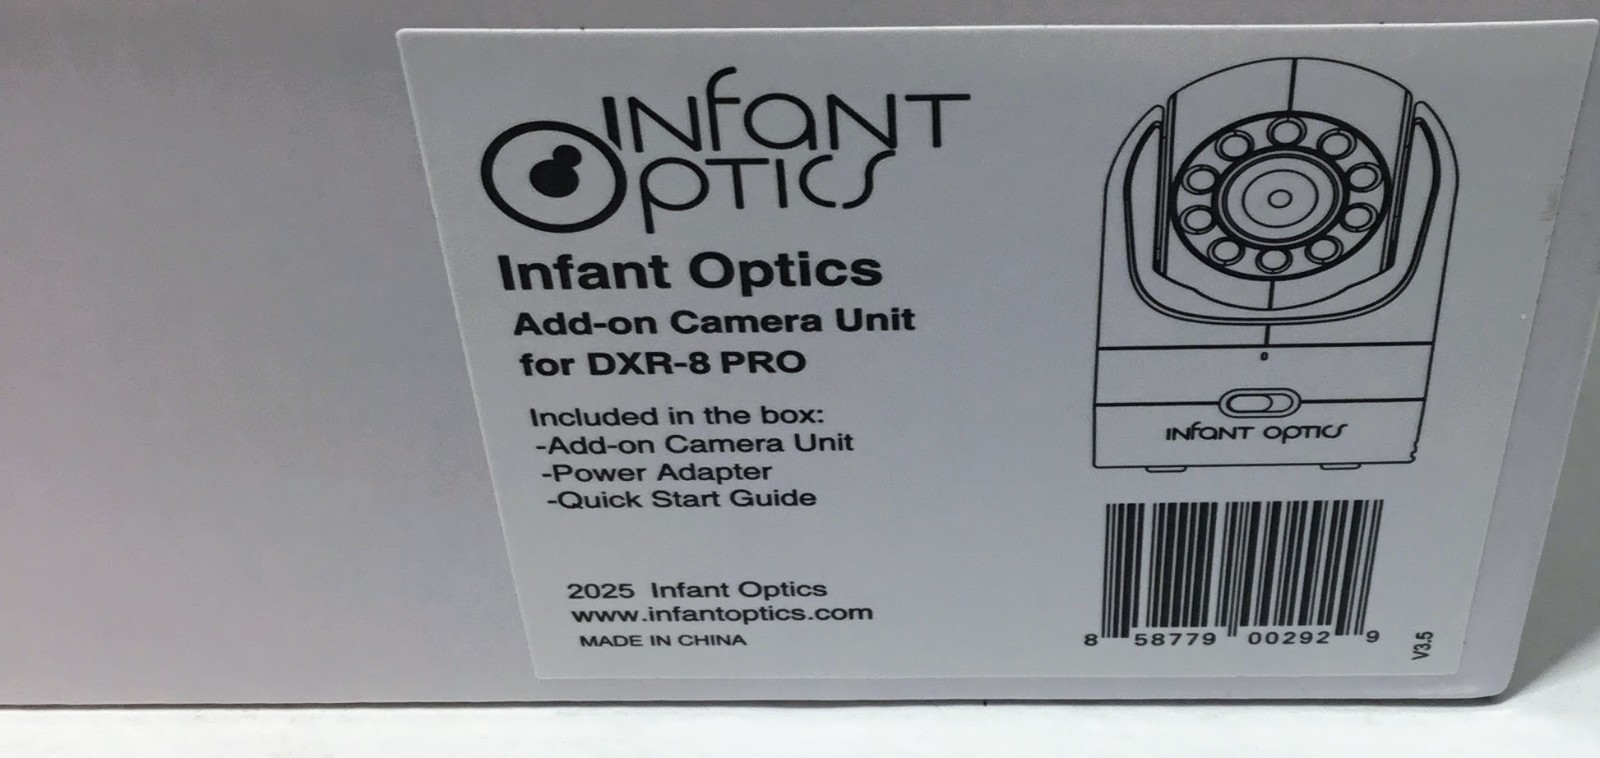 INfaNT
OPTICS
Infant Optics
Add-on Camera Unit
for DXR-8 PRO
Included in the box:
-Add-on Camera Unit
-Power Adapter
-Quick Start Guide
2025 Infant Optics
www.infantoptics.com
MADE IN CHINA
INfaNT OPTICS
8 58779 00292 9
V3.5